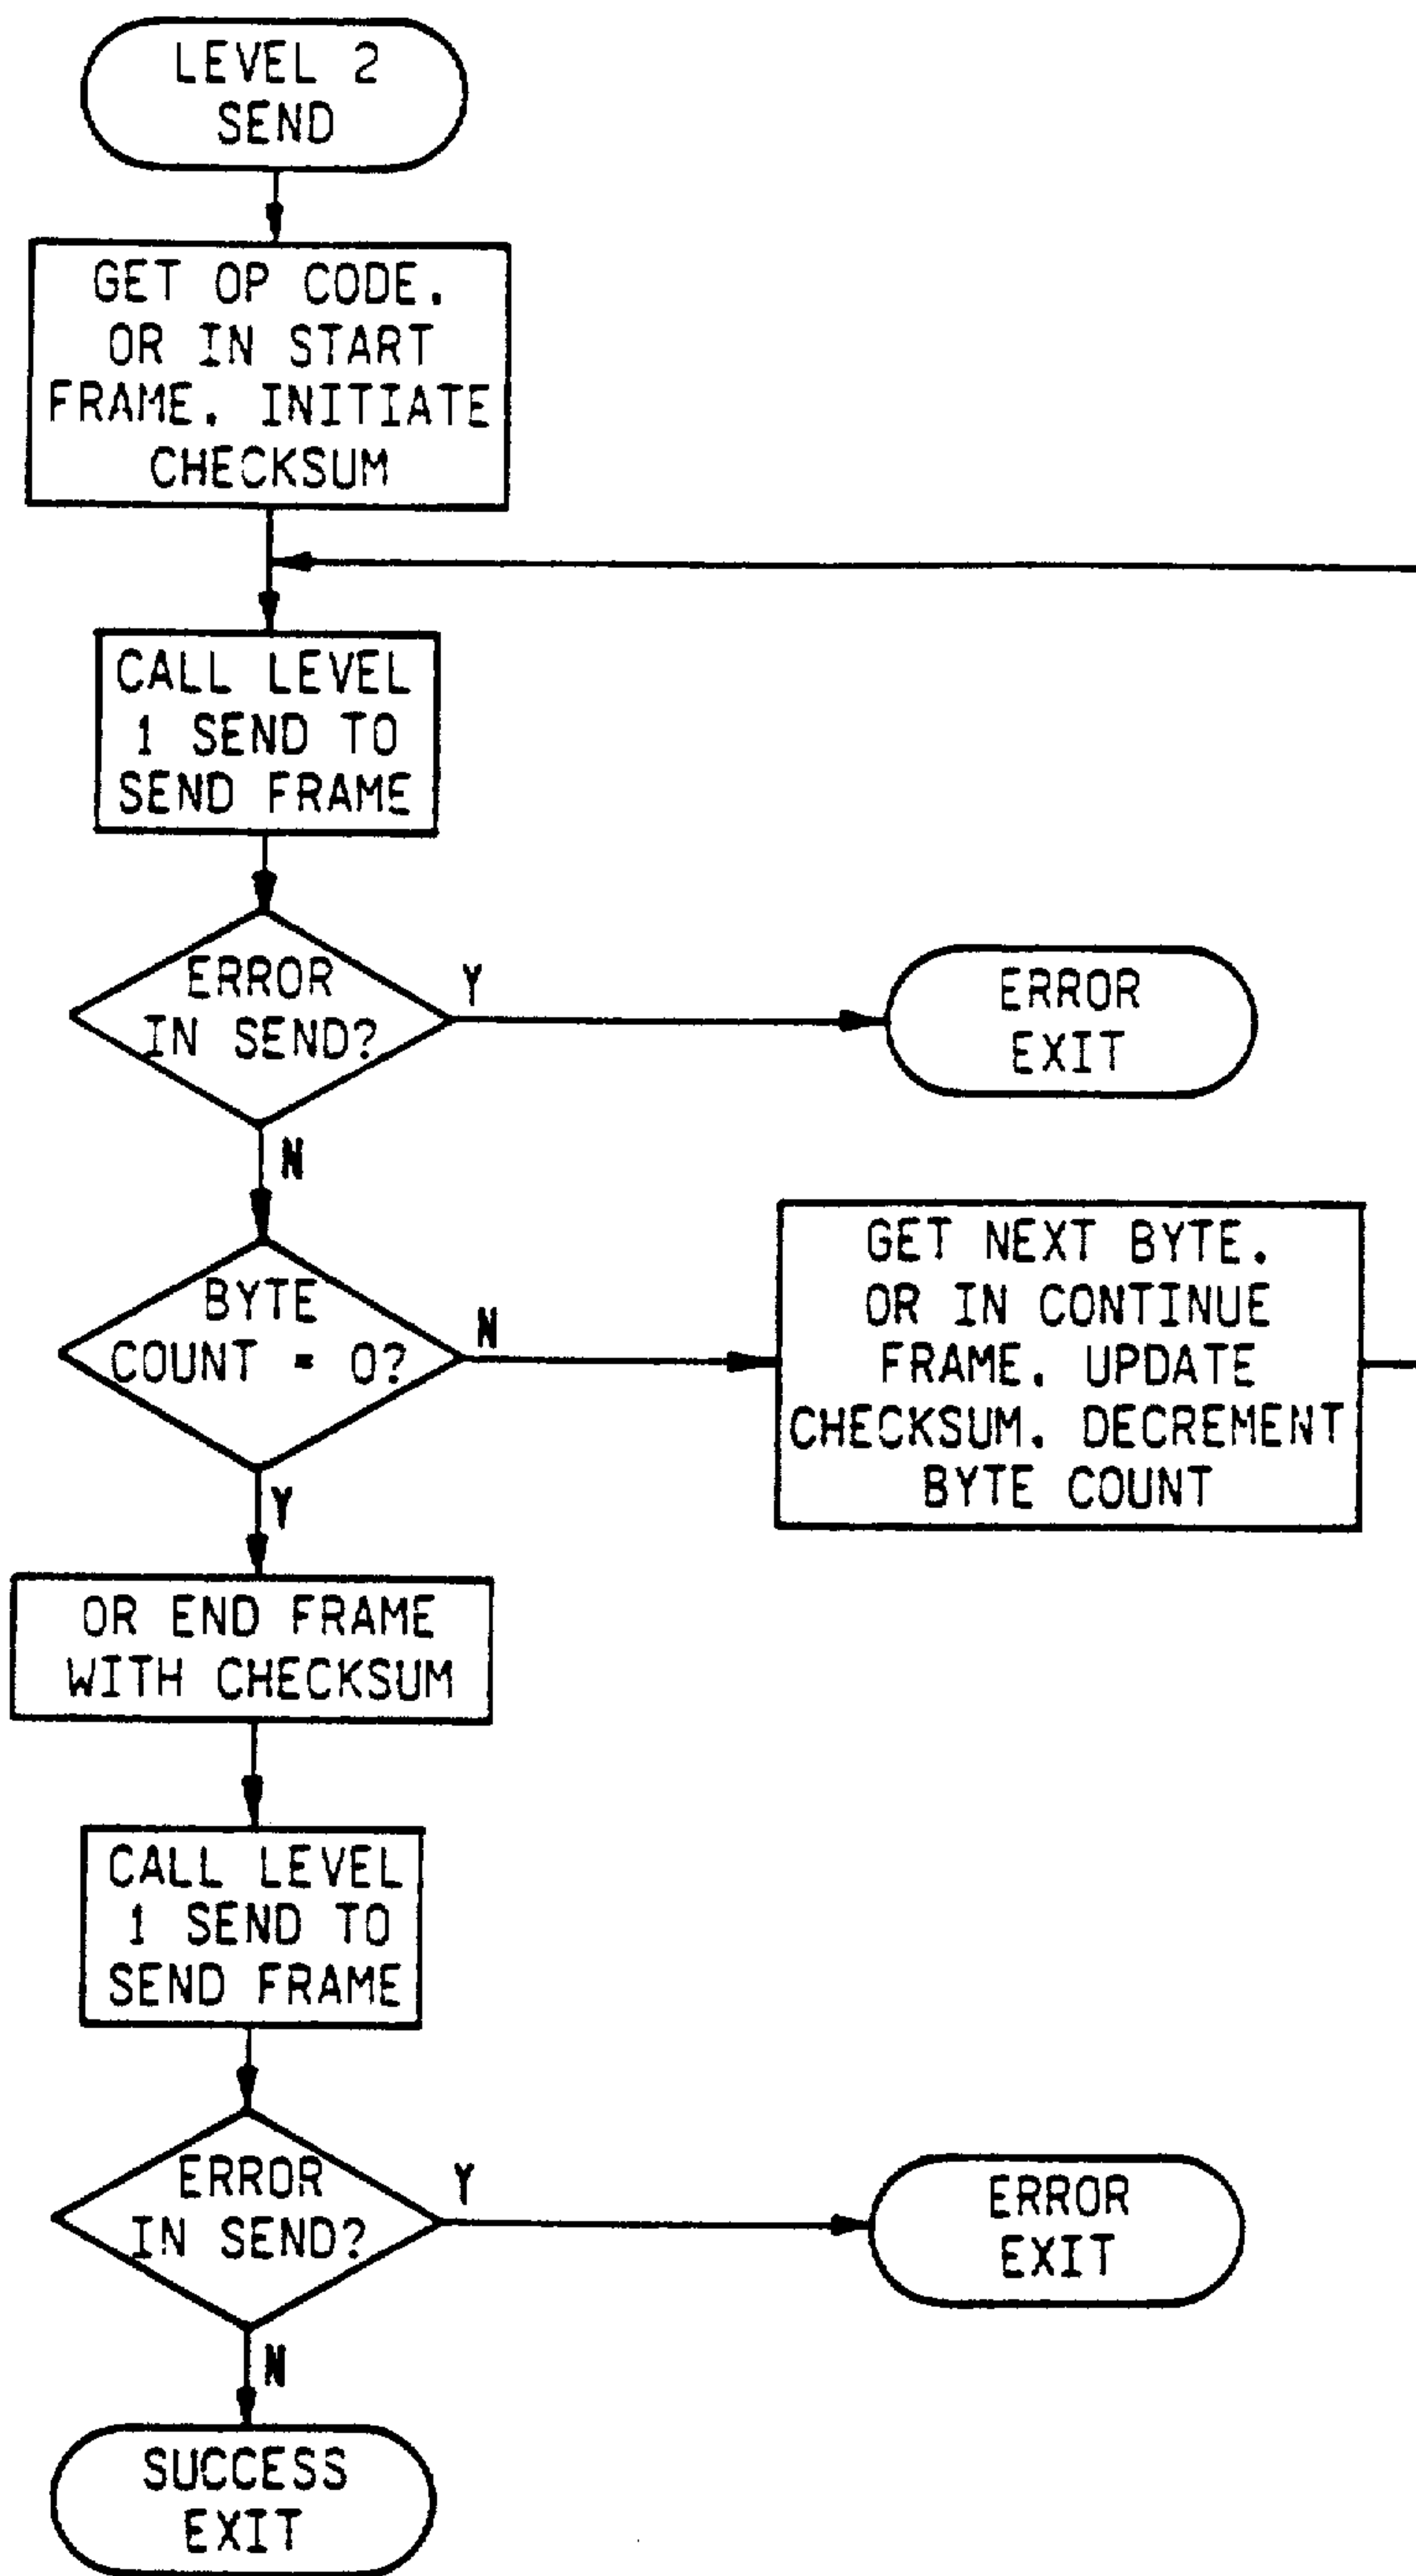 LEVEL 2
SEND
GET OP CODE.
OR IN START
FRAME. INITIATE
CHECKSUM
CALL LEVEL
1 SEND TO
SEND FRAME
ERROR
IN SEND?
Y
ERROR
EXIT
N
BYTE
COUNT = 0?
N
GET NEXT BYTE.
OR IN CONTINUE
FRAME. UPDATE
CHECKSUM. DECREMENT
BYTE COUNT
Y
OR END FRAME
WITH CHECKSUM
CALL LEVEL
1 SEND TO
SEND FRAME
ERROR
IN SEND?
Y
ERROR
EXIT
N
SUCCESS
EXIT